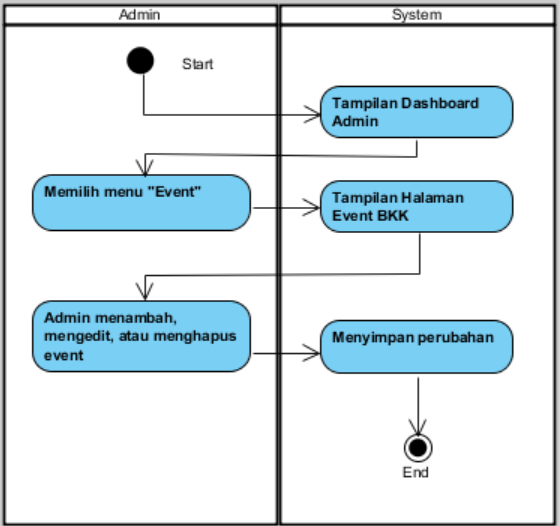 Admin
System
Start
Tampilan Dashboard
Admin
Memilih menu "Event"
Tampilan Halaman
Event BKK
Admin menambah,
mengedit, atau menghapus
event
Menyimpan perubahan
End